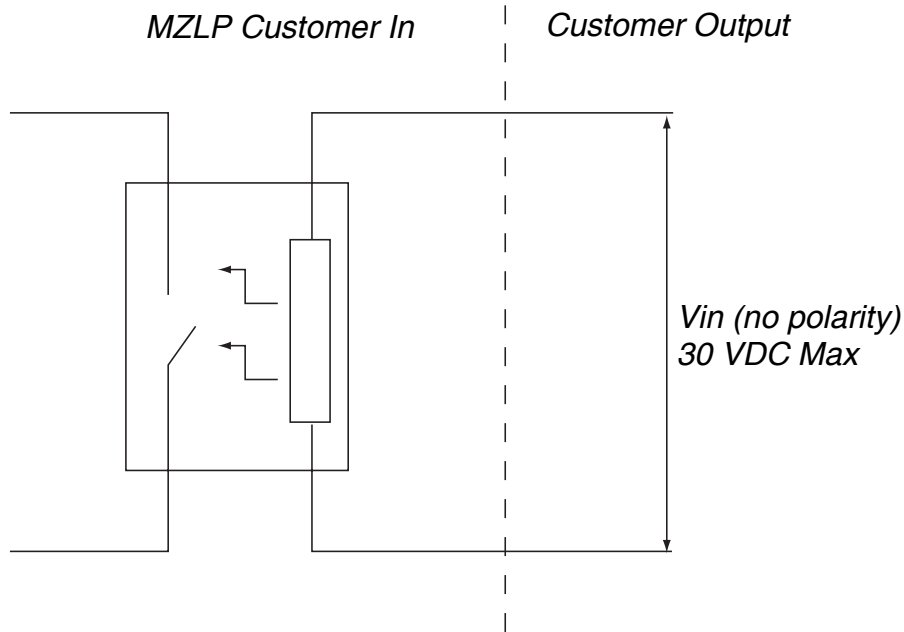 MZLP Customer In
Customer Output
Vin (no polarity)
30 VDC Max